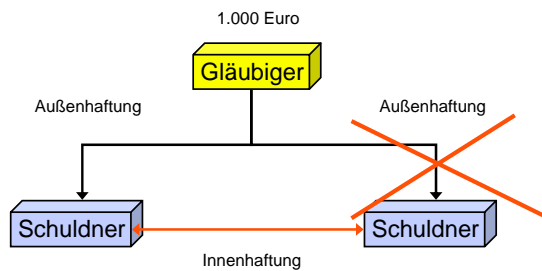 1.000 Euro
Gläubiger
Außenhaftung
Außenhaftung
Schuldner
Schuldner
Innenhaftung